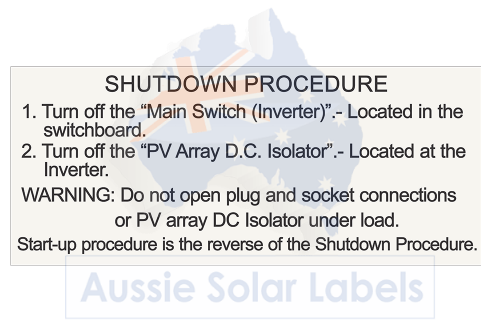 SHUTDOWN PROCEDURE
1. Turn off the “Main Switch (Inverter)”.- Located in the
switchboard.
2. Turn off the “PV Array D.C. Isolator”.- Located at the
Inverter.
WARNING: Do not open plug and socket connections
or PV array DC Isolator under load.
Start-up procedure is the reverse of the Shutdown Procedure.
Aussie Solar Labels